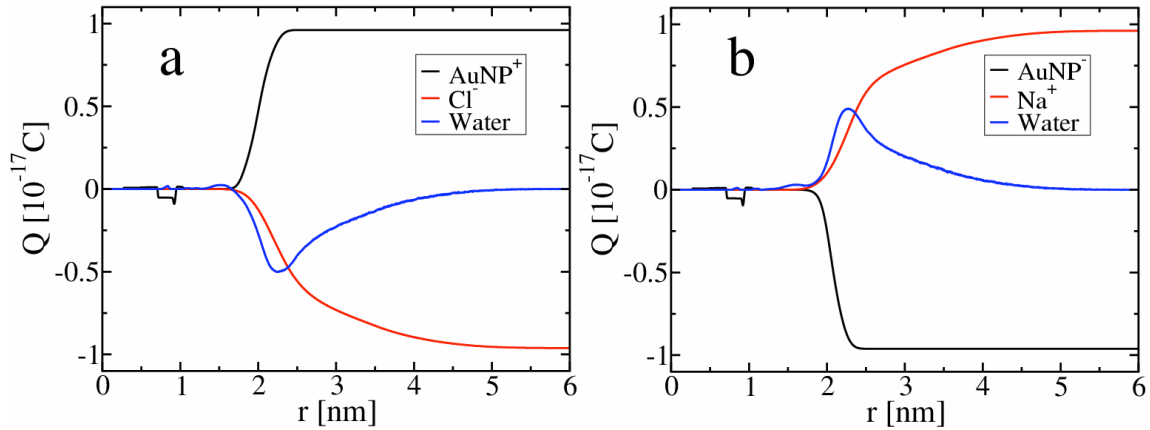 a
AuNP⁺
Cl⁻
Water
Q [10⁻¹⁷C]
1
0.5
0
-0.5
-1
0 1 2 3 4 5 6
r [nm]
b
AuNP⁻
Na⁺
Water
Q [10⁻¹⁷C]
1
0.5
0
-0.5
-1
0 1 2 3 4 5 6
r [nm]